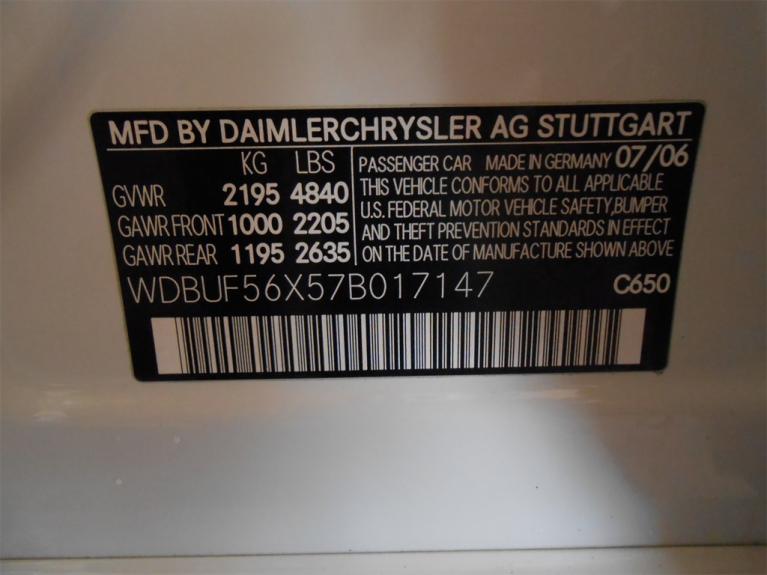 MFD BY DAIMLERCHRYSLER AG STUTTGART
KG LBS
GVWR 2195 4840
GAWR FRONT 1000 2205
GAWR REAR 1195 2635
PASSENGER CAR MADE IN GERMANY 07/06
THIS VEHICLE CONFORMS TO ALL APPLICABLE
U.S. FEDERAL MOTOR VEHICLE SAFETY,BUMPER
AND THEFT PREVENTION STANDARDS IN EFFECT
ON THE DATE OF MANUFACTURE SHOWN ABOVE
WDBUF56X57B017147 C650